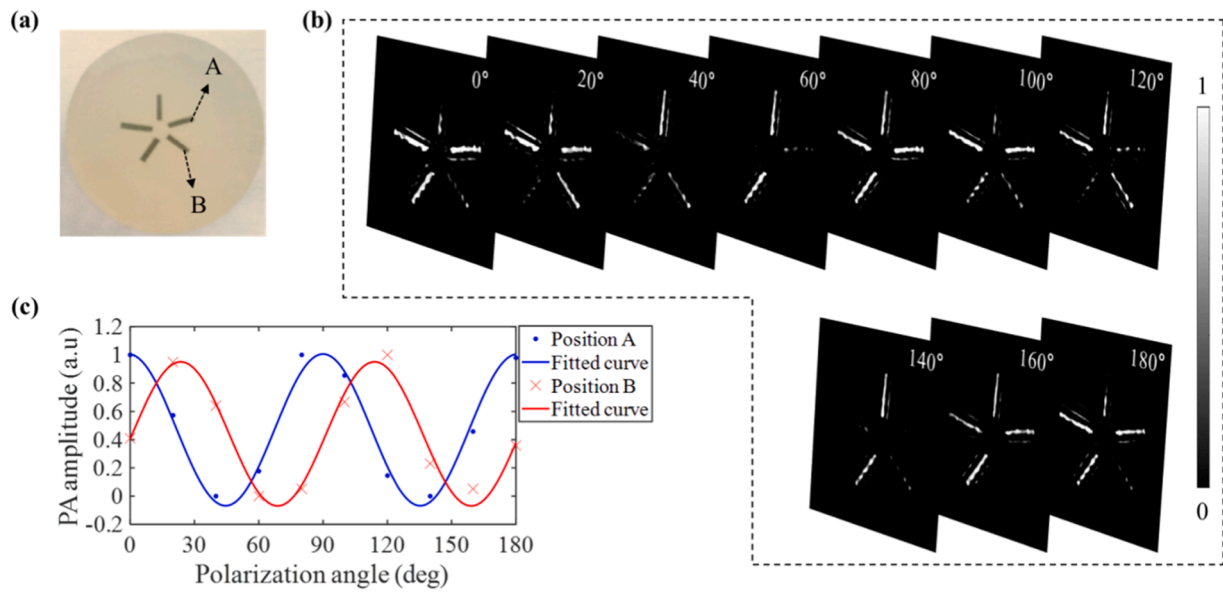 (a)
A
B
(b)
0°
20°
40°
60°
80°
100°
120°
1
0
140°
160°
180°
(c)
1.2
1
0.8
0.6
0.4
0.2
0
-0.2
0
30
60
90
120
150
180
PA amplitude (a.u)
Polarization angle (deg)
Position A
Fitted curve
Position B
Fitted curve